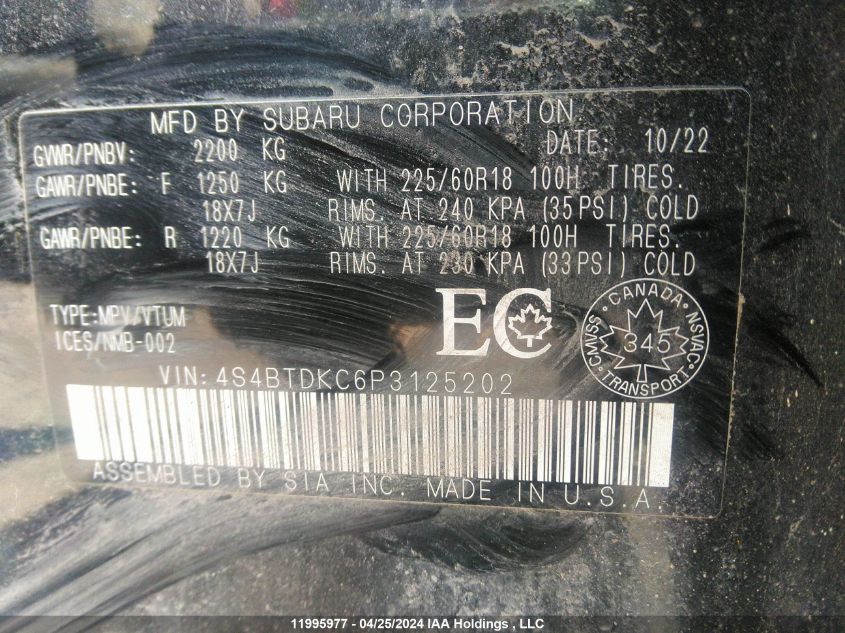 MFD BY SUBARU CORPORATION
GVWR/PNBV: 2200 KG DATE: 10/22
GAWR/PNBE: F 1250 KG WITH 225/60R18 100H TIRES.
18X7J RIMS. AT 240 KPA (35PSI) COLD
GAWR/PNBE: R 1220 KG WITH 225/60R18 100H TIRES.
18X7J RIMS. AT 230 KPA (33PSI) COLD
TYPE:MPV/VTUM
ICES/NMB-002
EC
CANADA
CMVSS NSVAC
345
TRANSPORT
VIN:4S4BTDKC6P3125202
ASSEMBLED BY SIA INC. MADE IN U.S.A.
11995977 - 04/25/2024 IAA Holdings , LLC